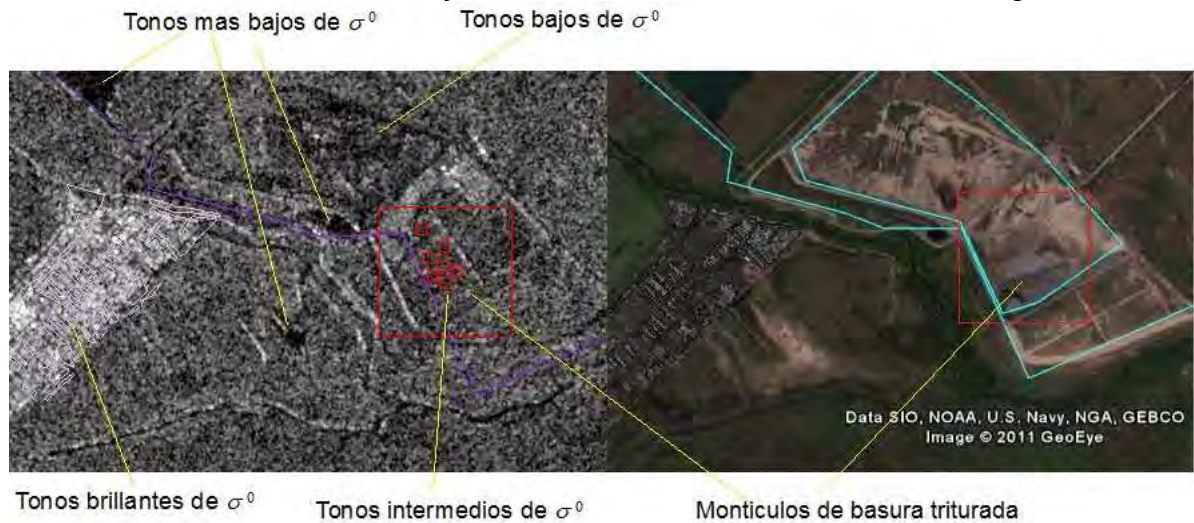 Tonos mas bajos de σ⁰
Tonos bajos de σ⁰
Data SIO, NOAA, U.S. Navy, NGA, GEBCO
Image © 2011 GeoEye
Tonos brillantes de σ⁰
Tonos intermedios de σ⁰
Monticulos de basura triturada